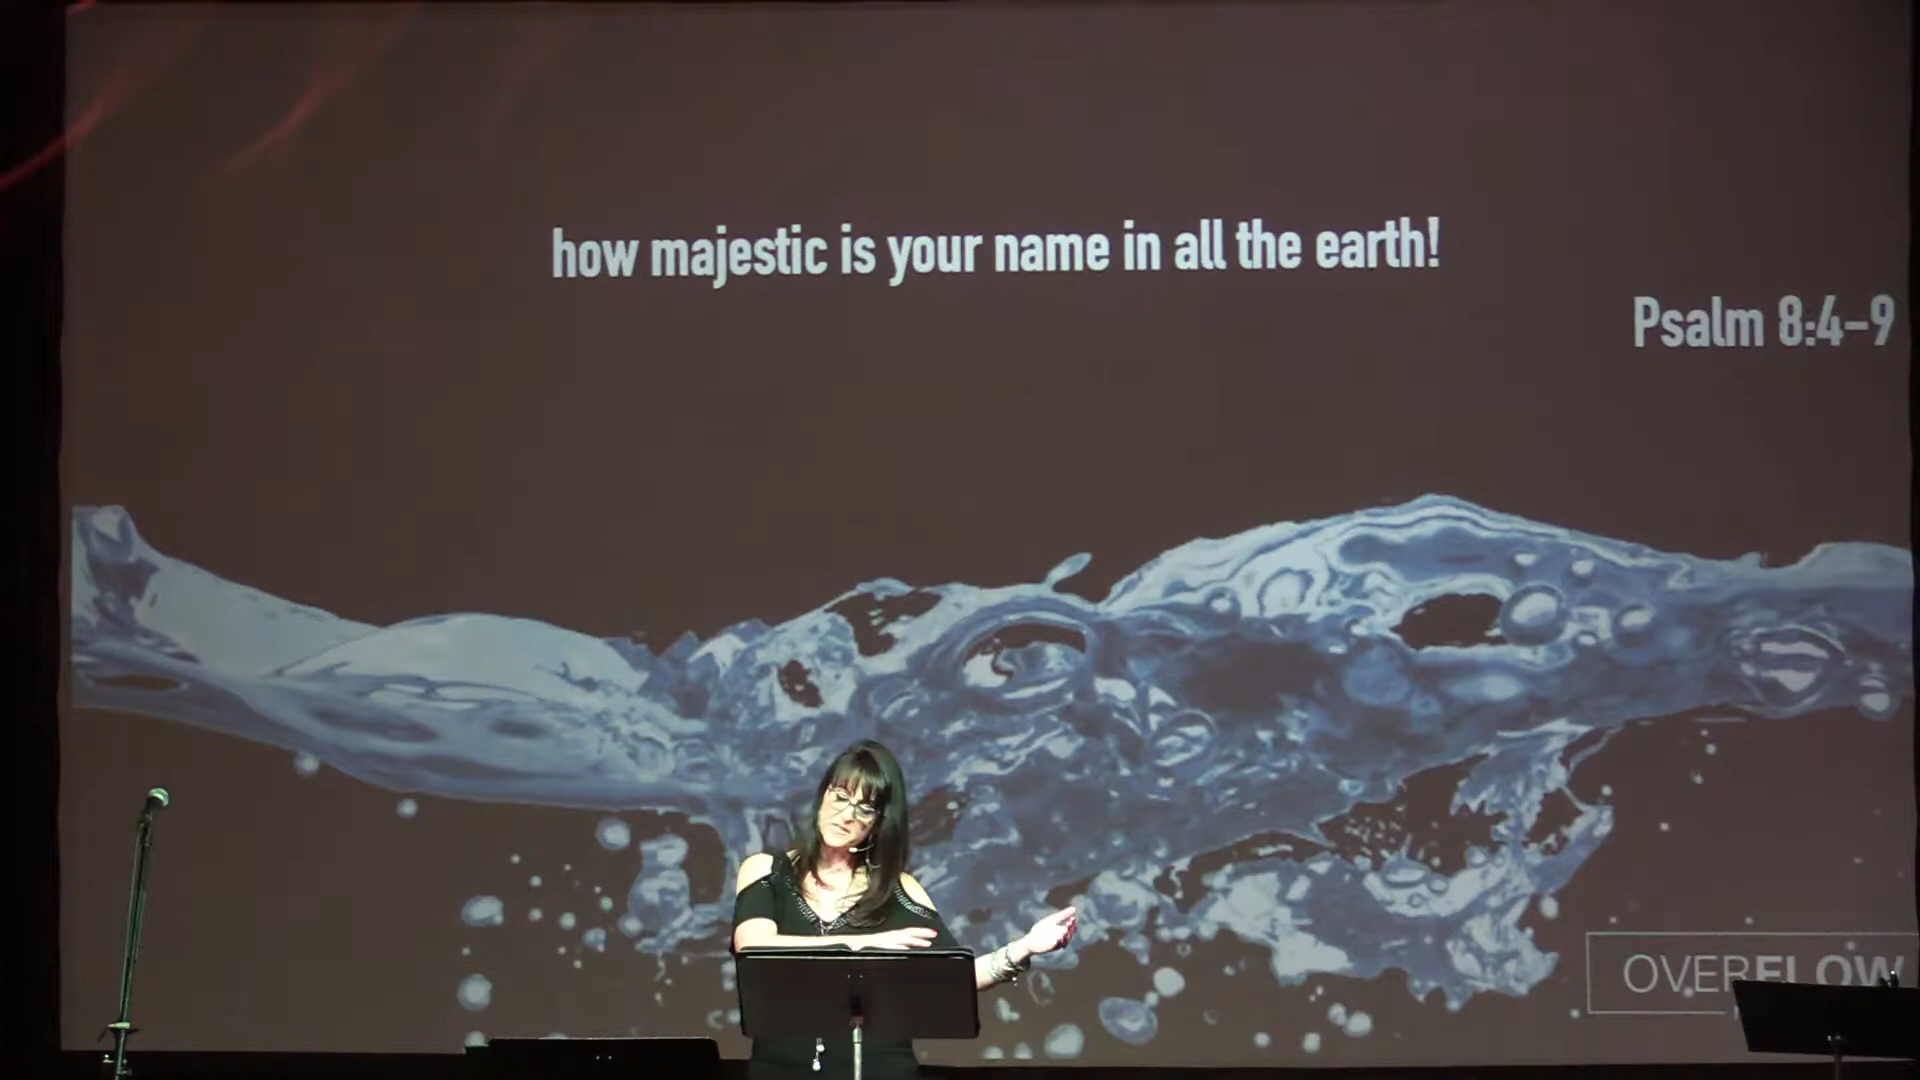 how majestic is your name in all the earth!
Psalm 8:4–9
OVERFLOW